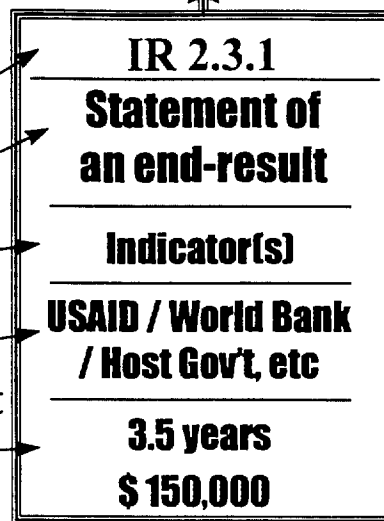 IR 2.3.1
Statement of
an end-result
Indicator(s)
USAID / World Bank
/ Host Gov't, etc
3.5 years
$ 150,000